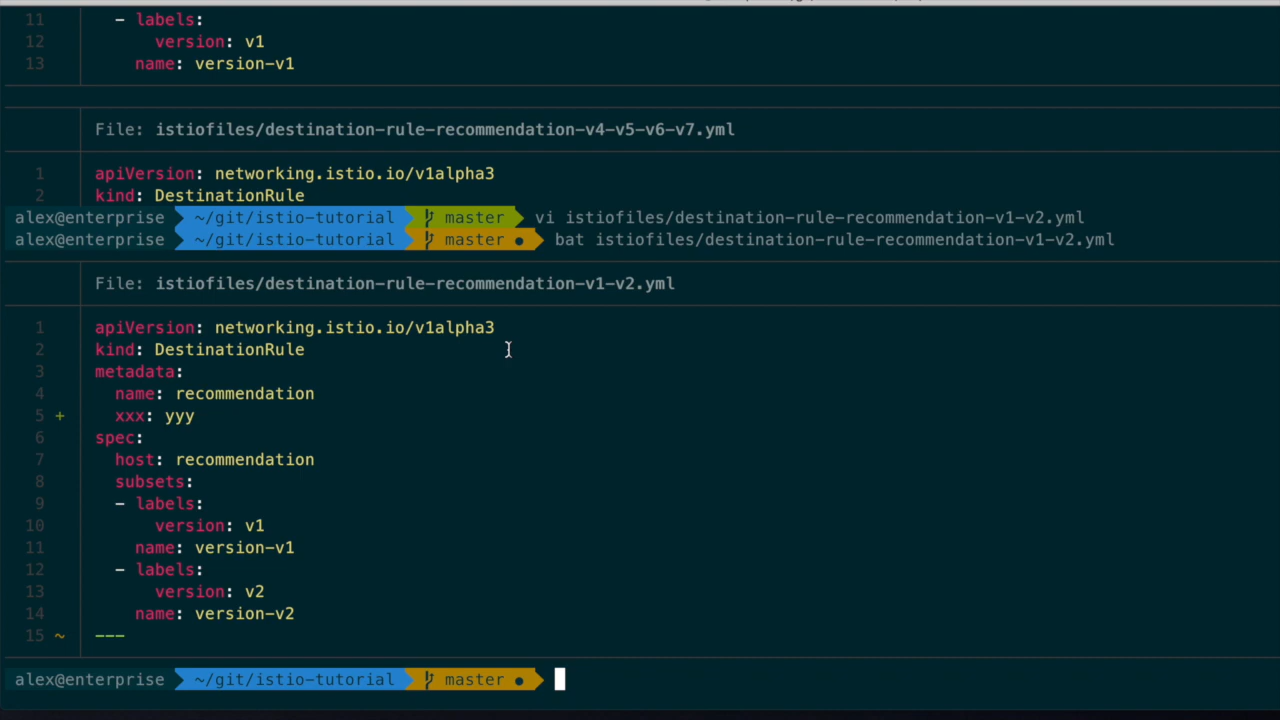 11 - labels:
12 version: v1
13 name: version-v1
File: istiofiles/destination-rule-recommendation-v4-v5-v6-v7.yml
1 apiVersion: networking.istio.io/v1alpha3
2 kind: DestinationRule
alex@enterprise ~/git/istio-tutorial master vi istiofiles/destination-rule-recommendation-v1-v2.yml
alex@enterprise ~/git/istio-tutorial master ● bat istiofiles/destination-rule-recommendation-v1-v2.yml
File: istiofiles/destination-rule-recommendation-v1-v2.yml
1 apiVersion: networking.istio.io/v1alpha3
2 kind: DestinationRule
3 metadata:
4 name: recommendation
5 + xxx: yyy
6 spec:
7 host: recommendation
8 subsets:
9 - labels:
10 version: v1
11 name: version-v1
12 - labels:
13 version: v2
14 name: version-v2
15 ~ ---
alex@enterprise ~/git/istio-tutorial master ●